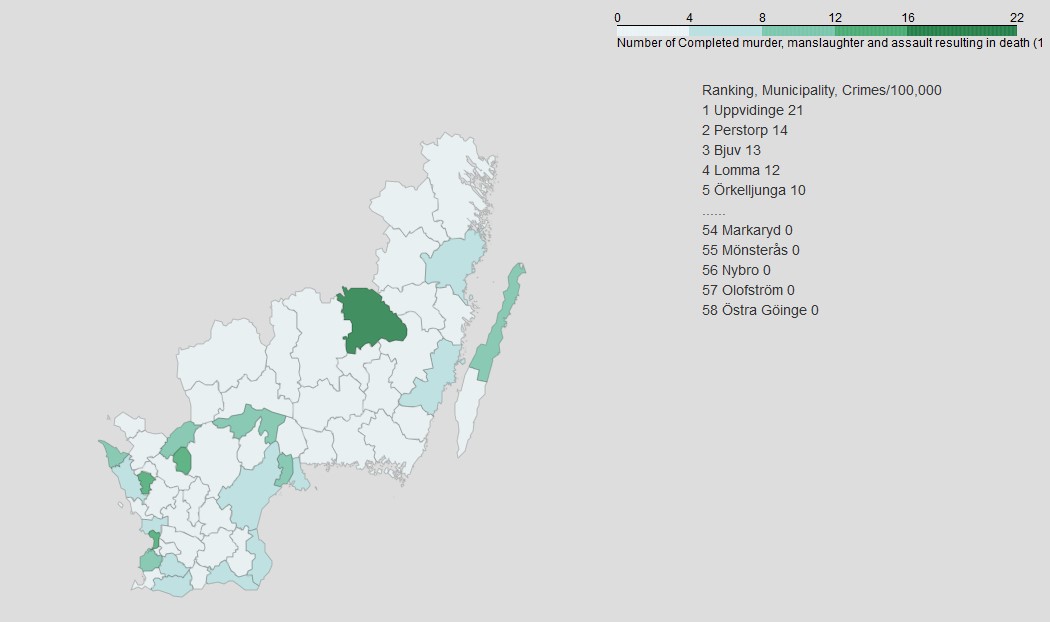 0 4 8 12 16 22
Number of Completed murder, manslaughter and assault resulting in death (1
Ranking, Municipality, Crimes/100,000
1 Uppvidinge 21
2 Perstorp 14
3 Bjuv 13
4 Lomma 12
5 Örkelljunga 10
......
54 Markaryd 0
55 Mönsterås 0
56 Nybro 0
57 Olofström 0
58 Östra Göinge 0